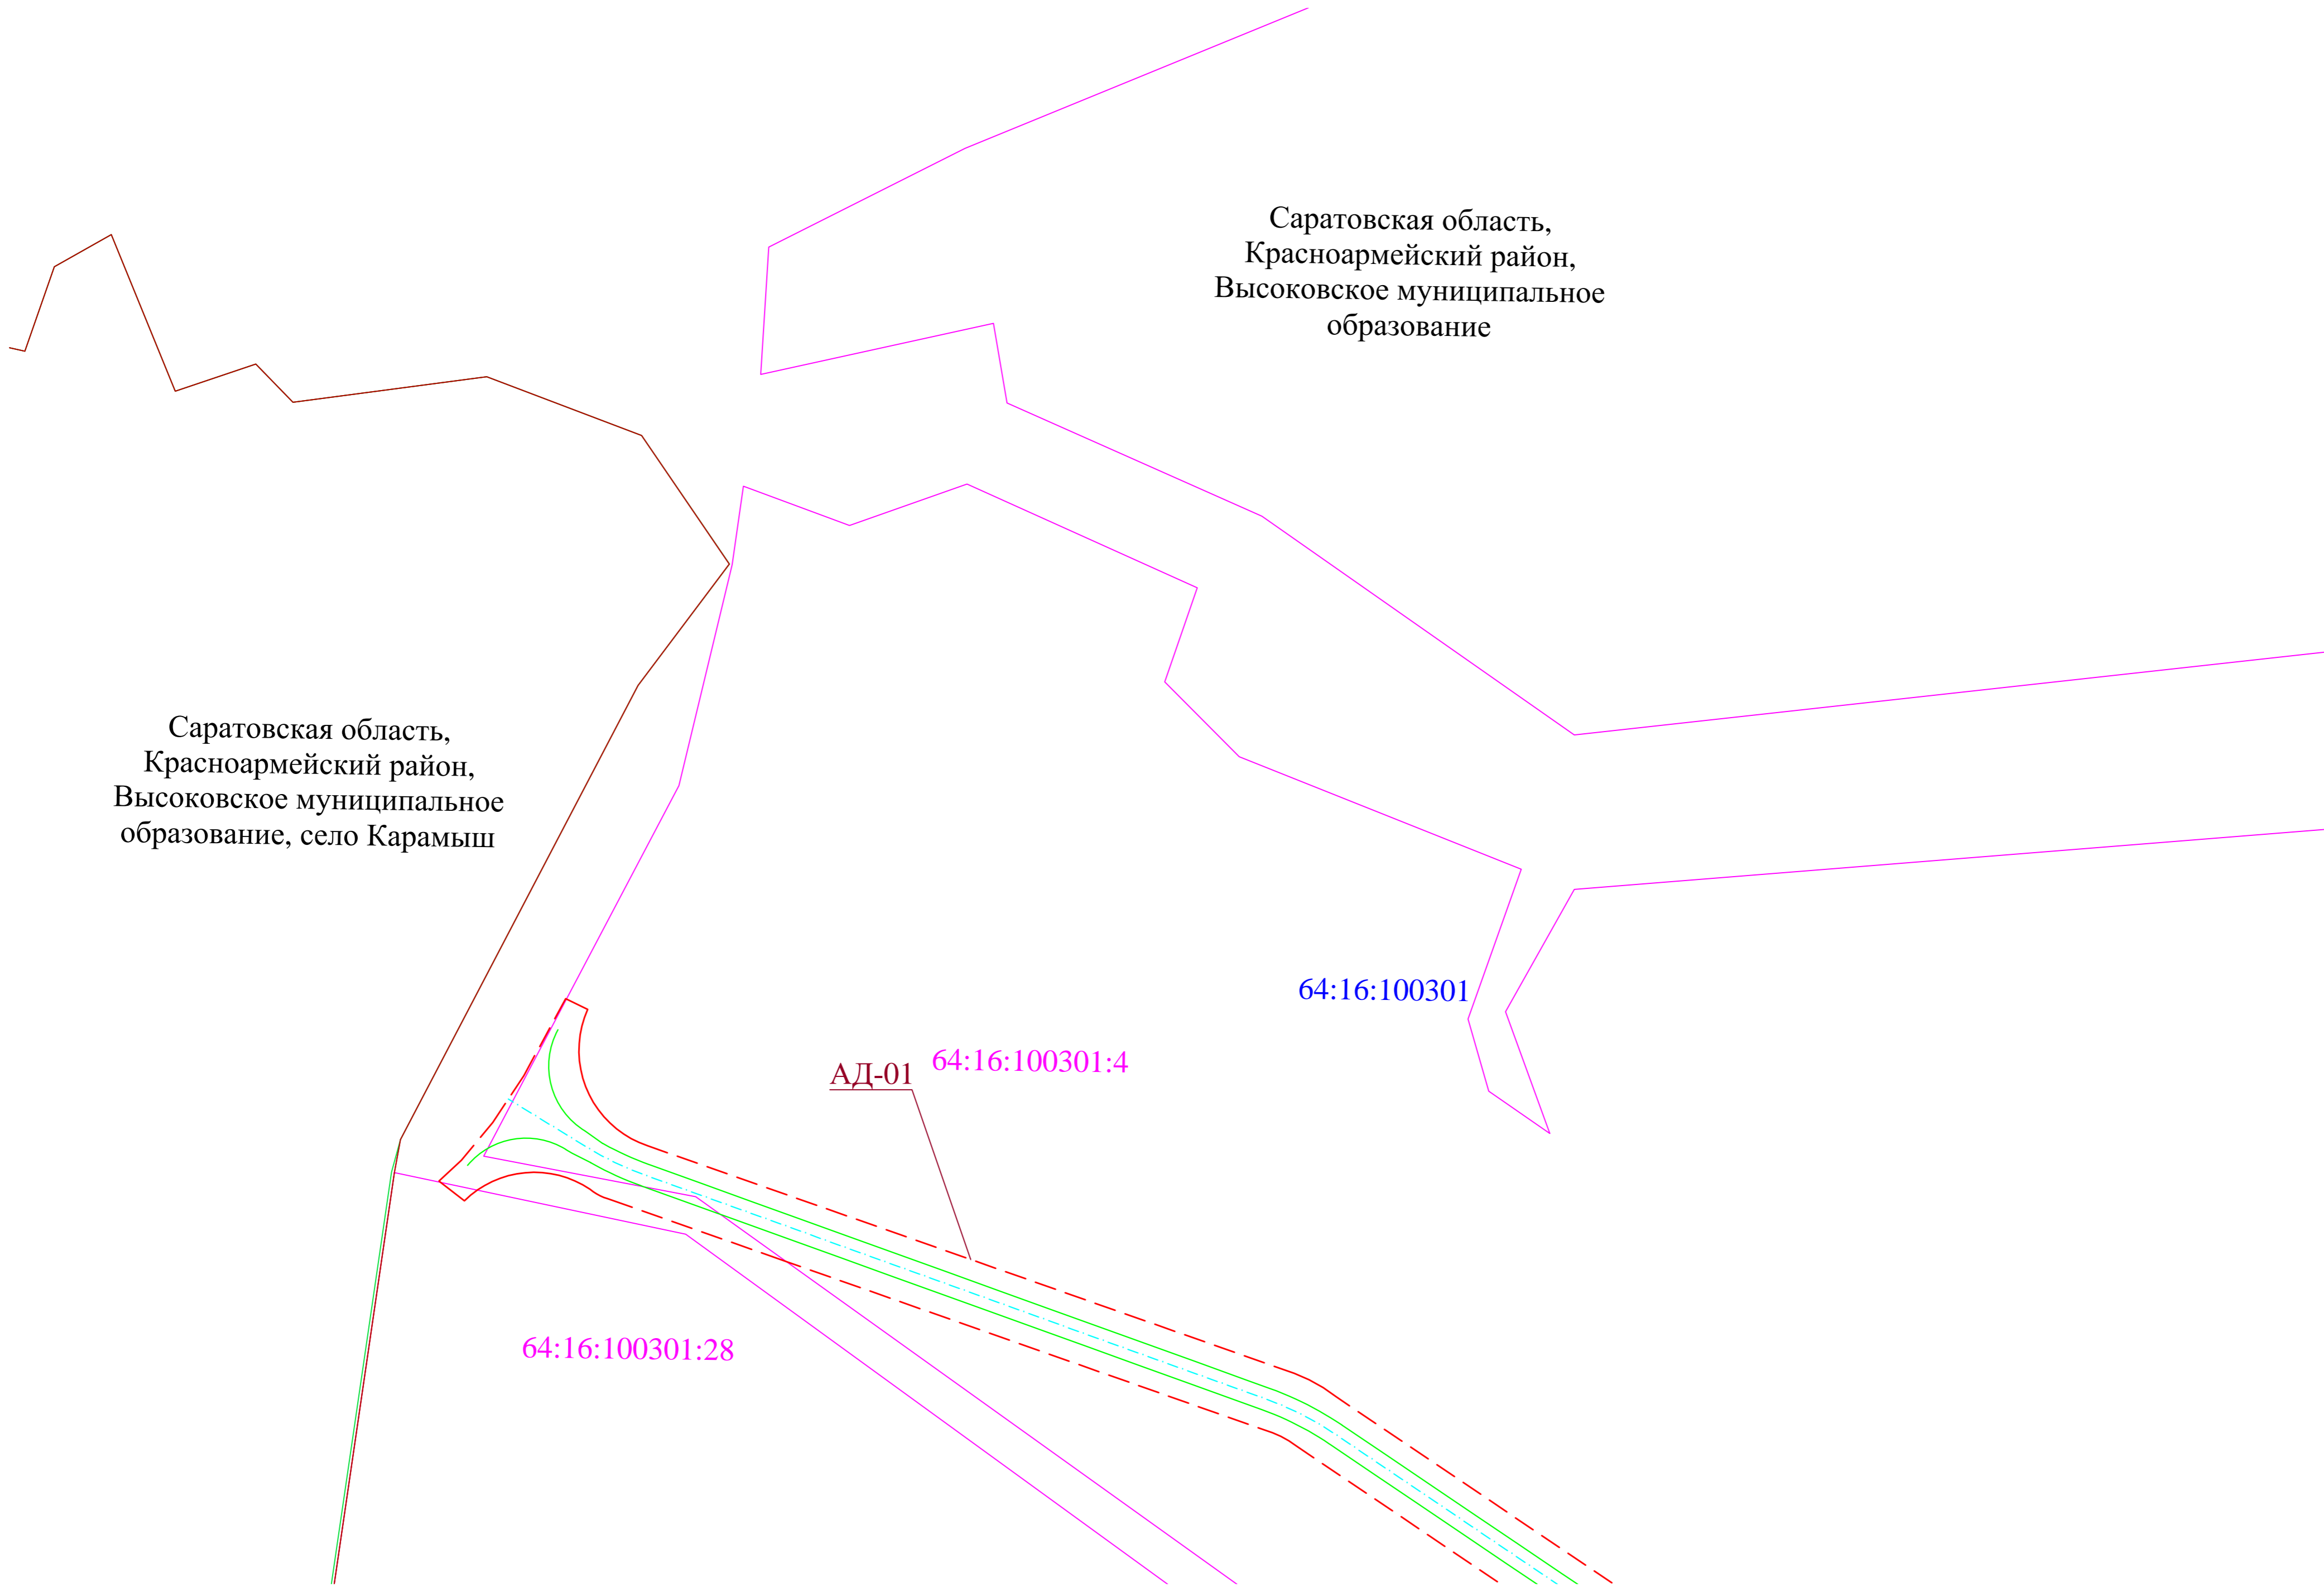 Саратовская область,
Красноармейский район,
Высоковское муниципальное
образование
Саратовская область,
Красноармейский район,
Высоковское муниципальное
образование, село Карамыш
64:16:100301
64:16:100301:4
АД-01
64:16:100301:28